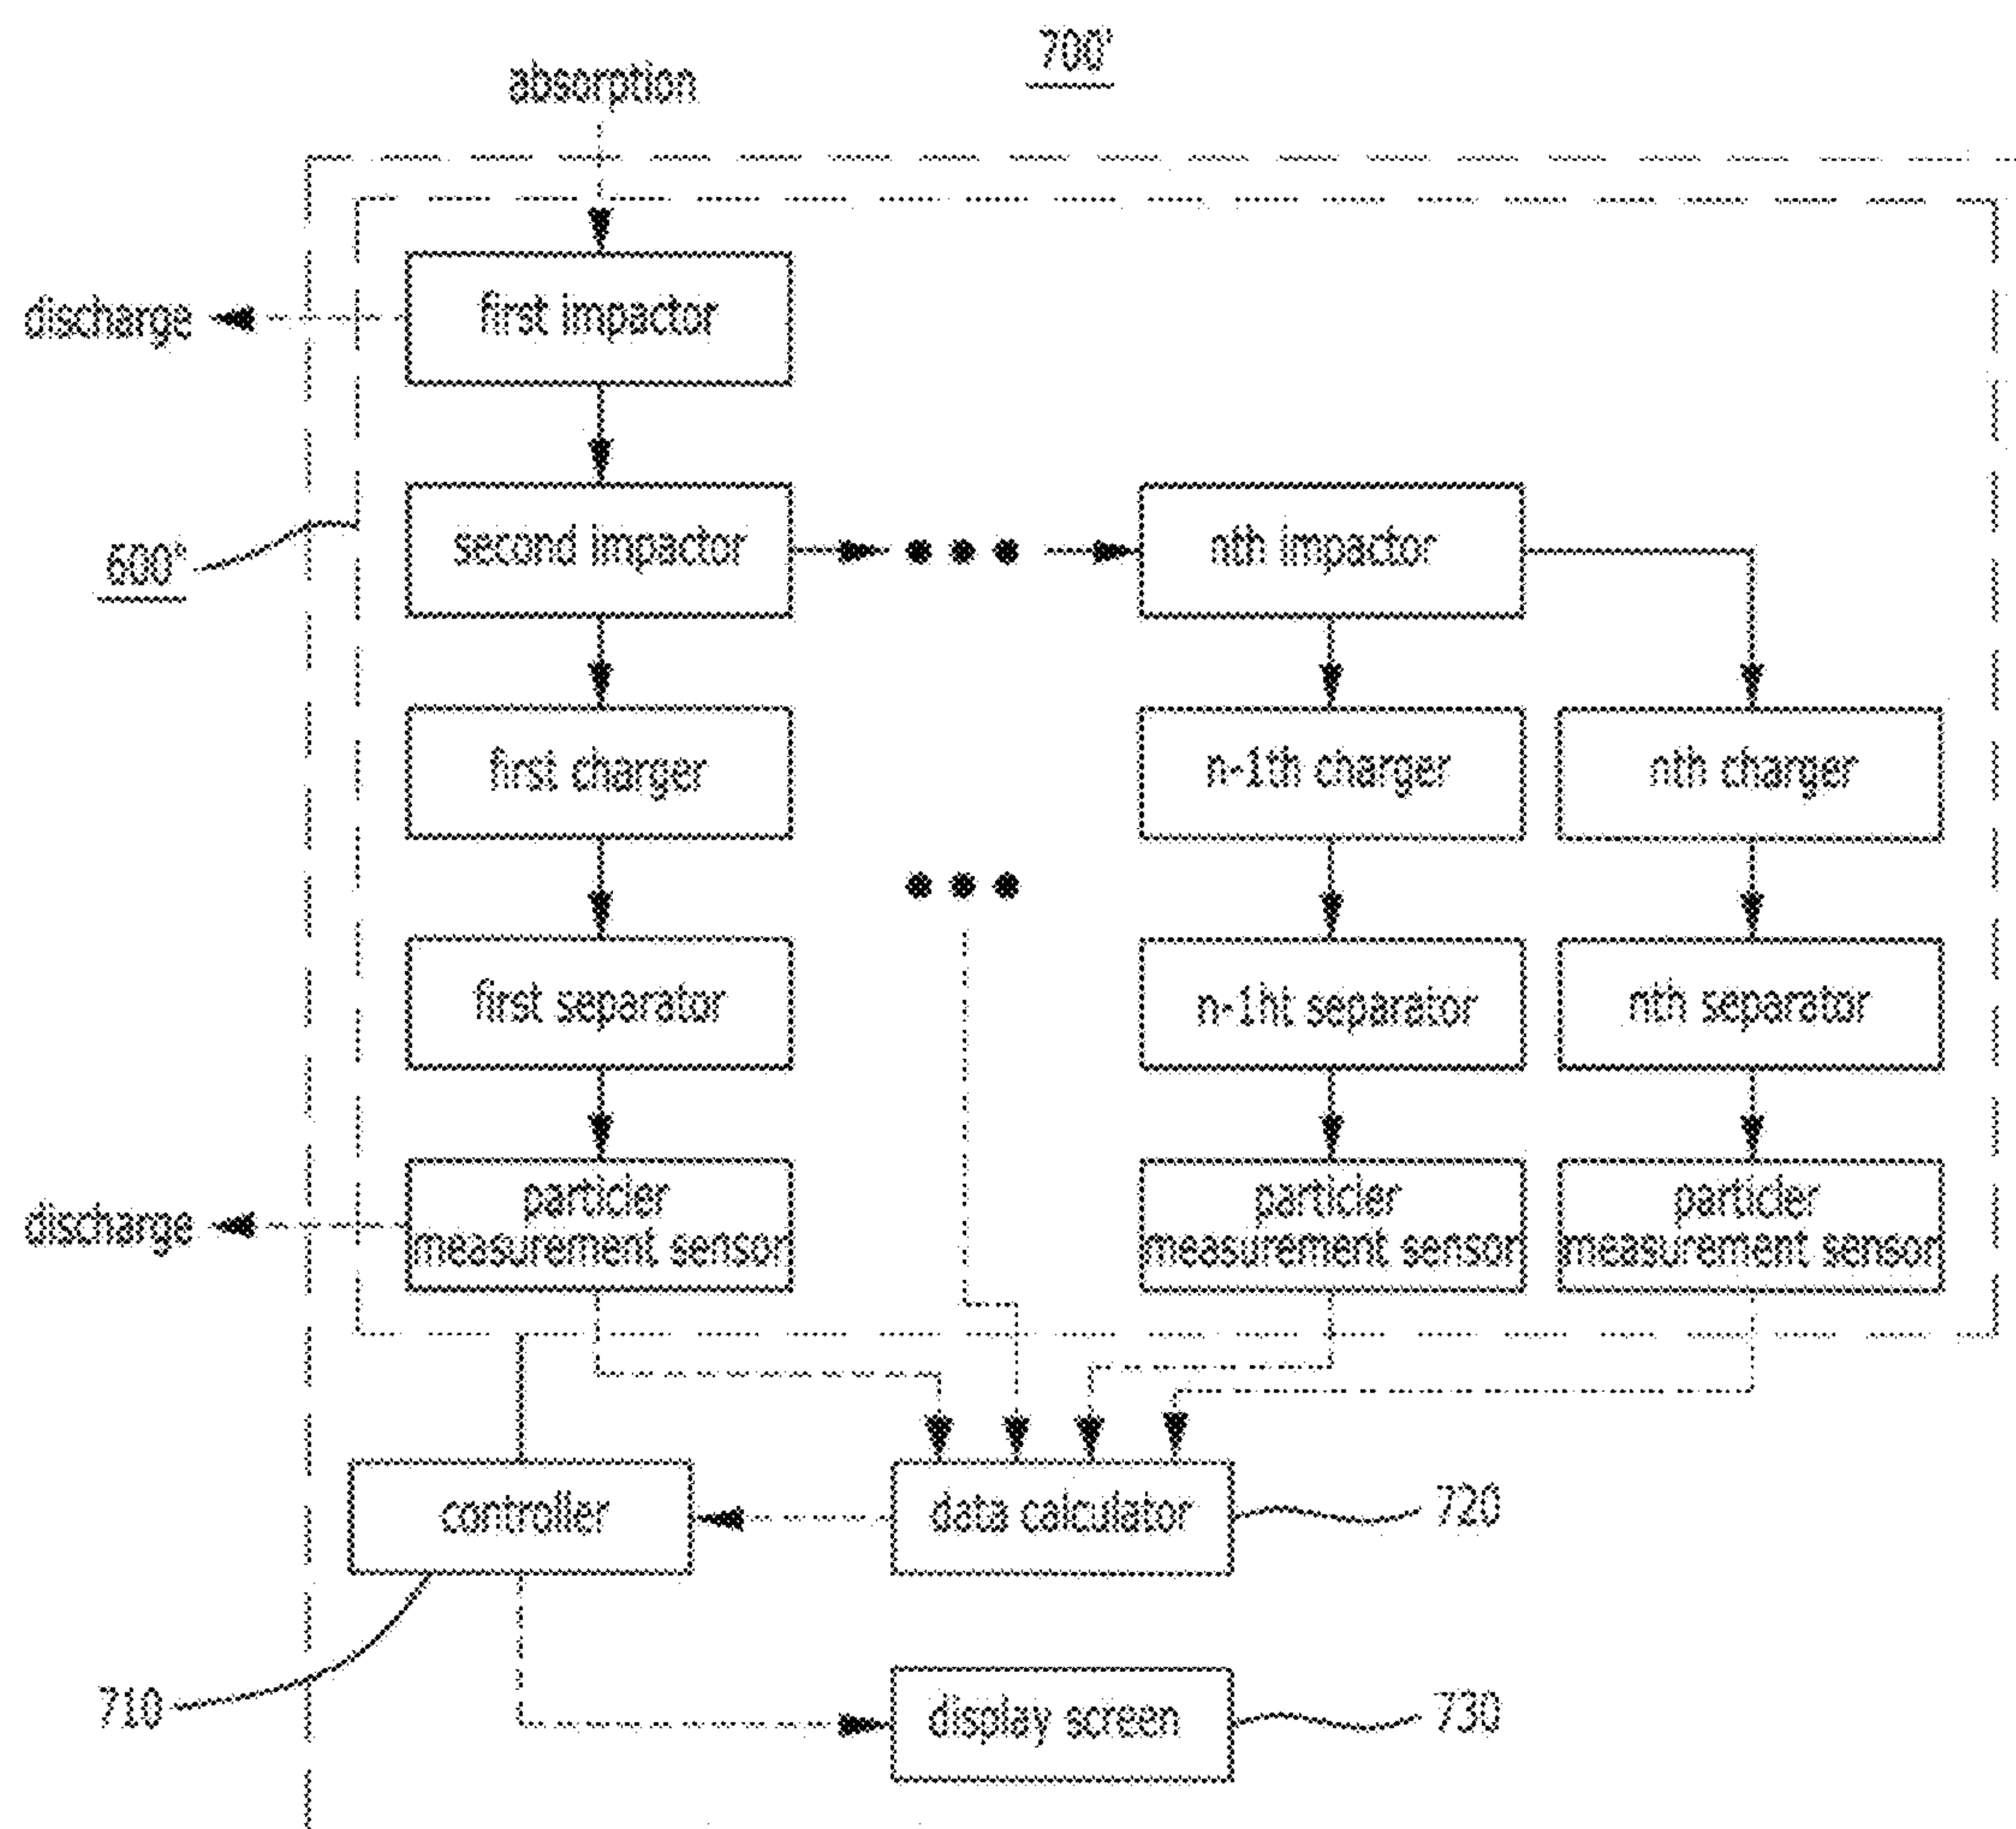 700'
absorption
discharge
first impactor
second impactor
nth impactor
600"
first charger
n-1th charger
nth charger
first separator
n-1ht separator
nth separator
particler
measurement sensor
particler
measurement sensor
particler
measurement sensor
discharge
controller
data calculator
720
710
display screen
730